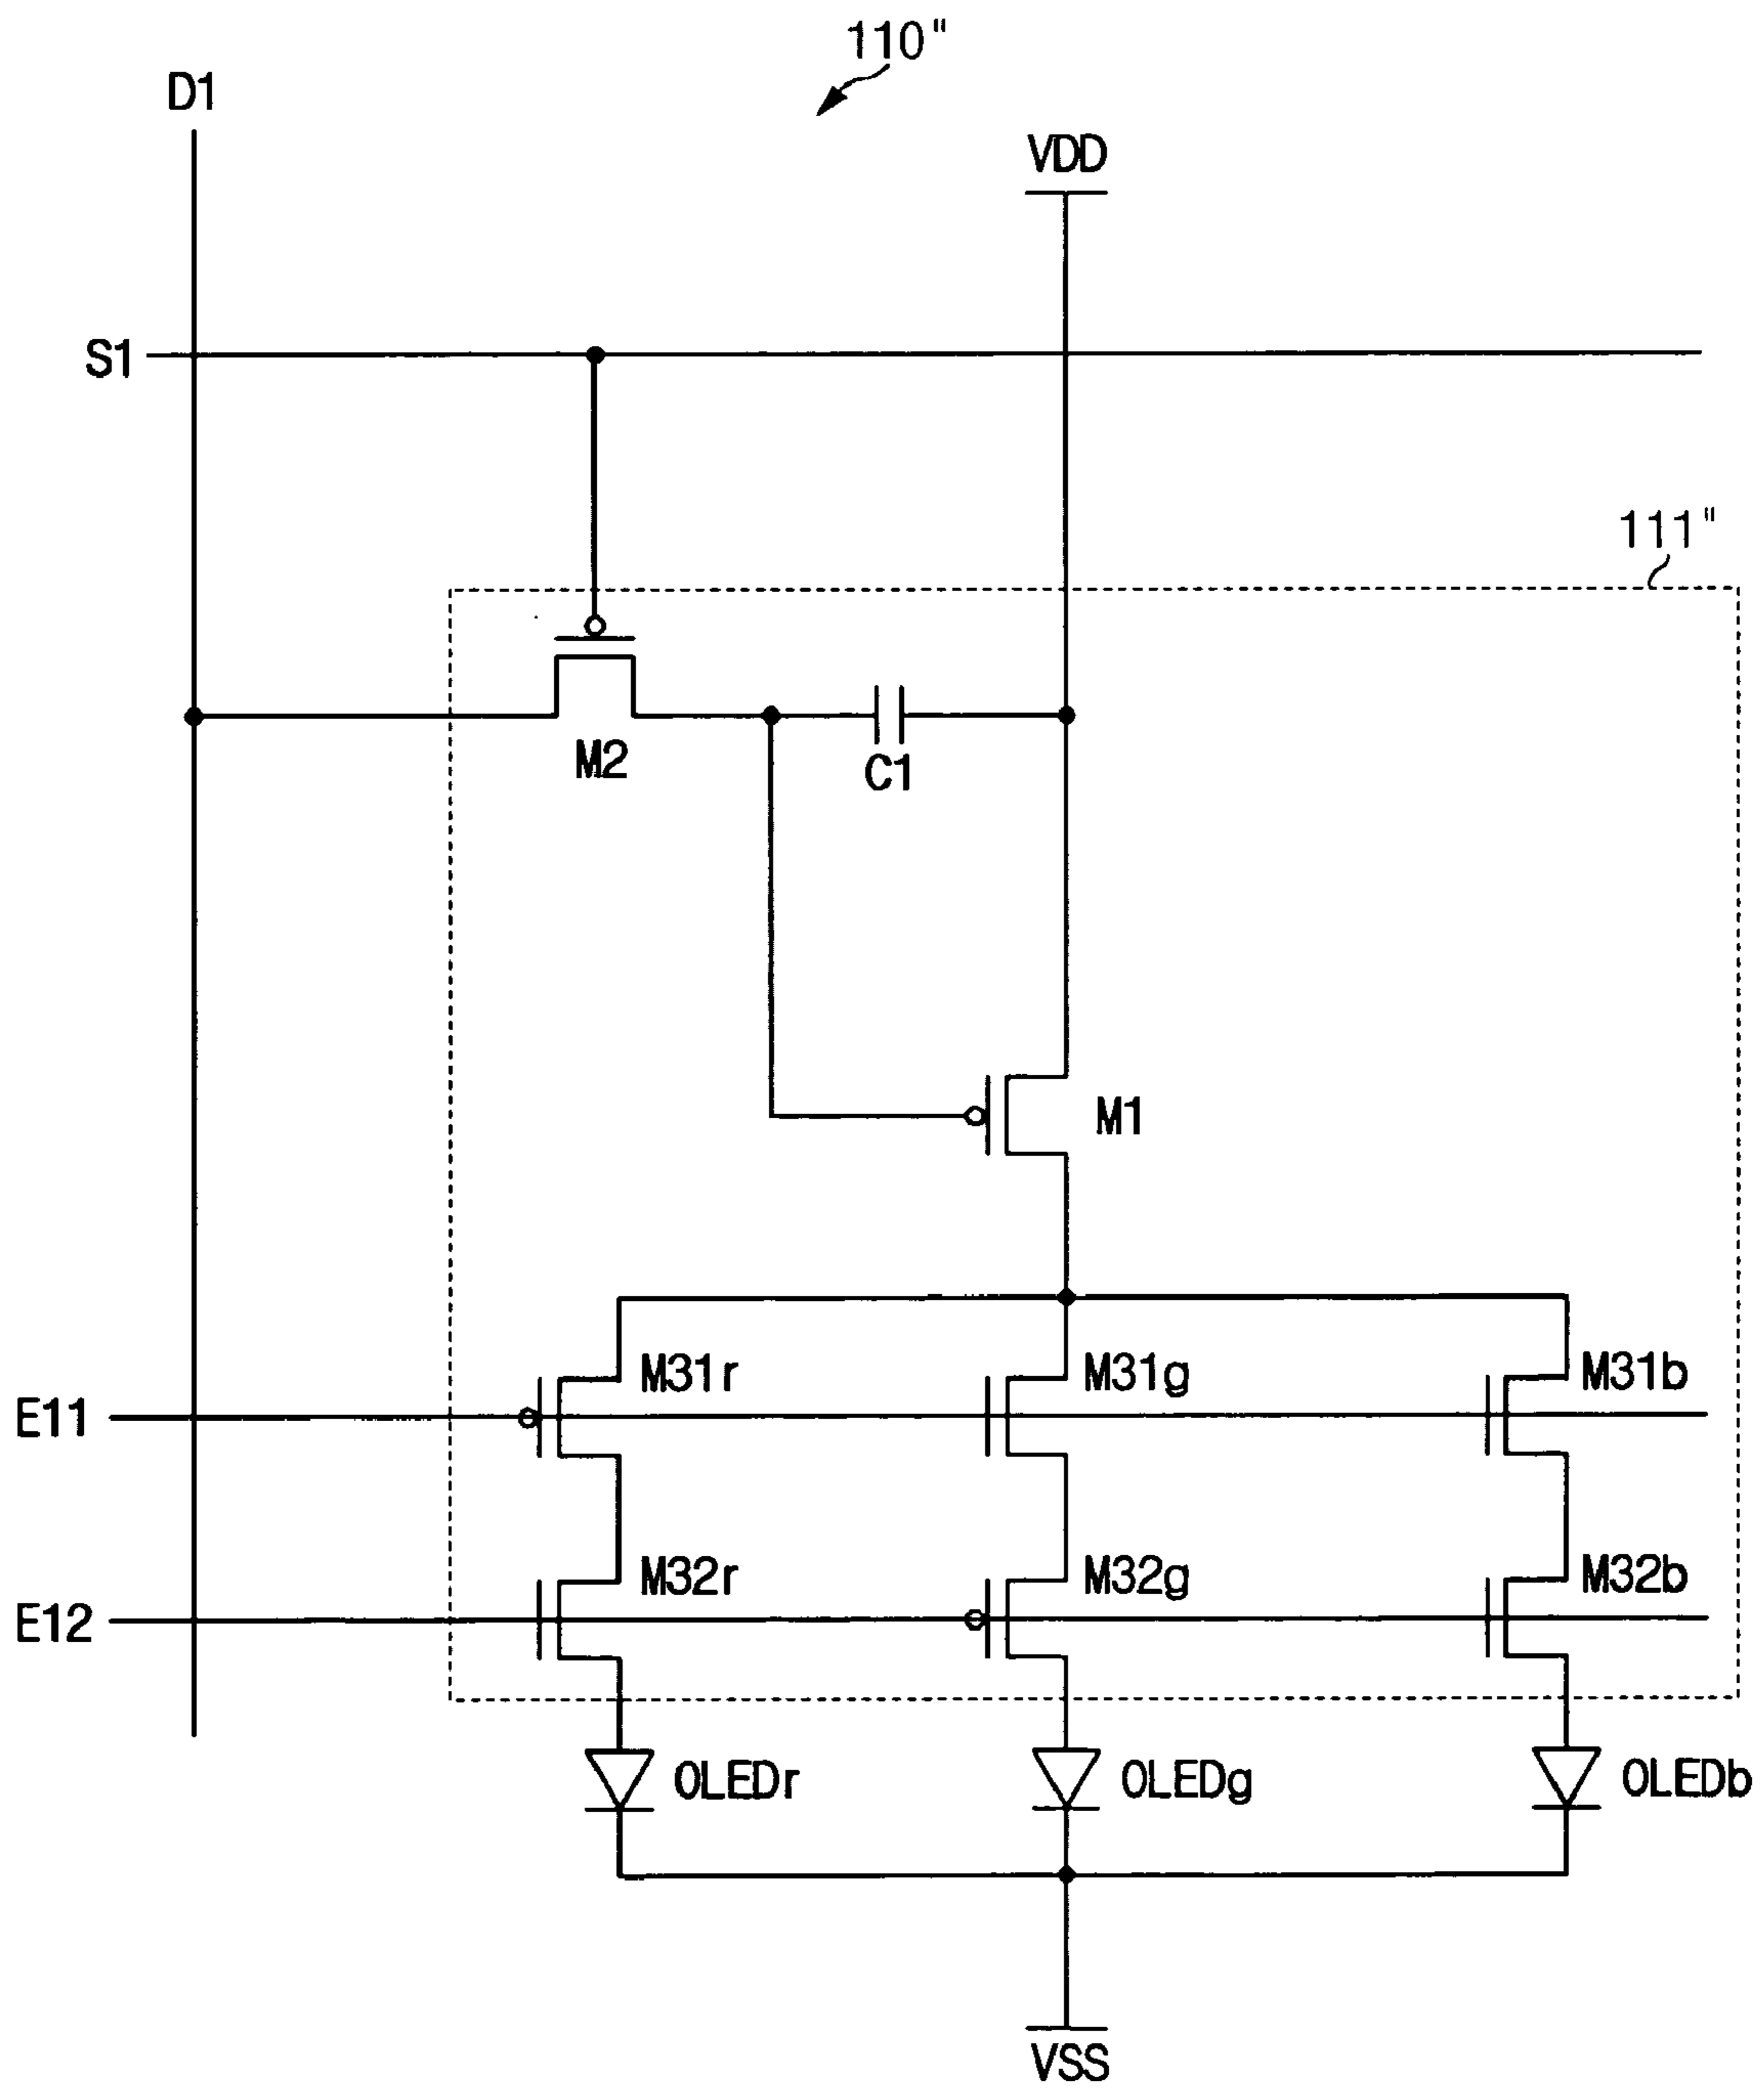 110"
D1
VDD
S1
111"
M2
C1
M1
M31r
M31g
M31b
E11
M32r
M32g
M32b
E12
OLEDr
OLEDg
OLEDb
VSS